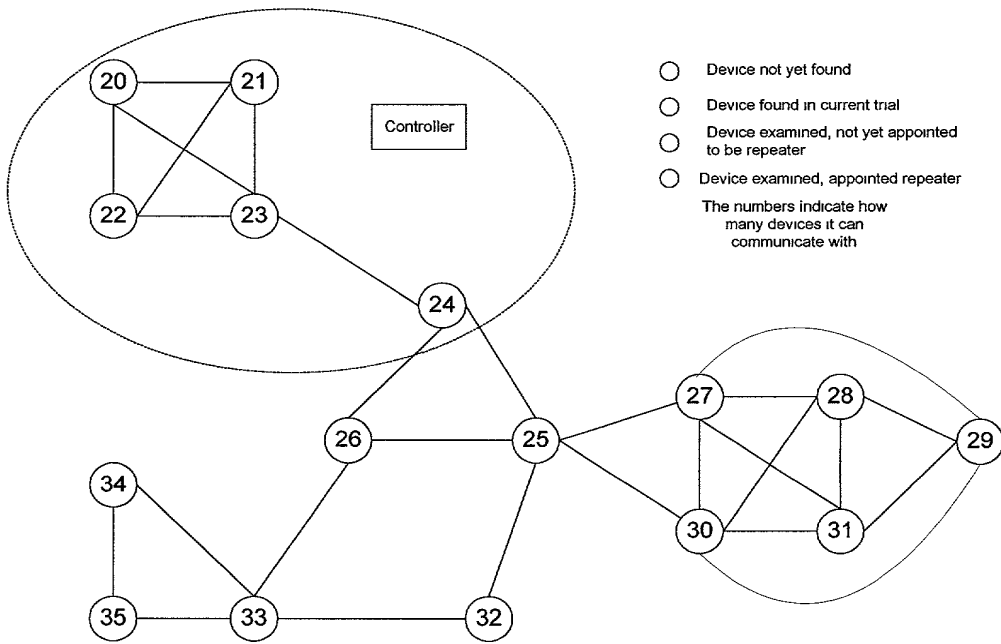 20
21
Controller
22
23
24
Device not yet found
Device found in current trial
Device examined, not yet appointed
to be repeater
Device examined, appointed repeater
The numbers indicate how
many devices it can
communicate with
27
28
29
26
25
34
30
31
35
33
32